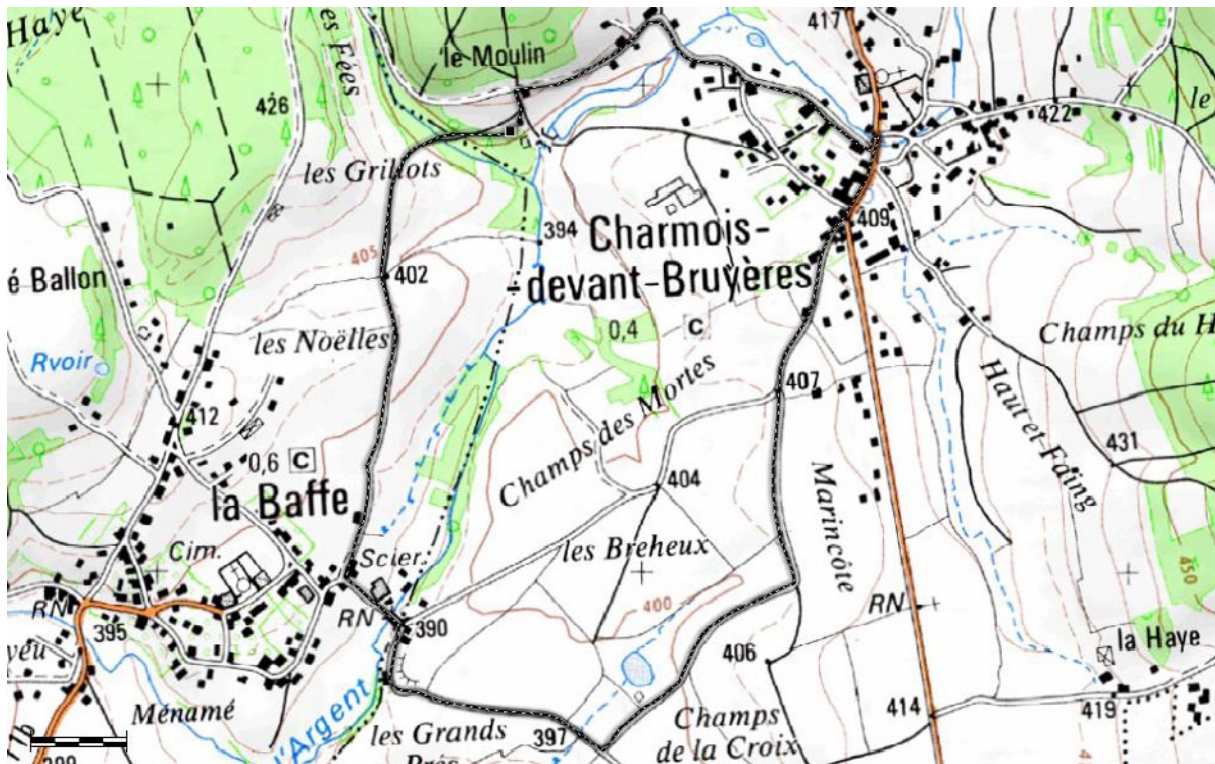 Haye
es Fées
le Moulin
417
426
422
le
les Grillots
394
Charmois-
-devant-Bruyères
409
405
402
é Ballon
0,4 C
Champs du H
les Noëlles
Rvoir
407
Champs des Mortes
Haut et Faing
412
0,6 C
431
la Baffe
404
Marincôte
les Breheux
Cim.
Scier.
450
400
RN
RN
RN
395
390
la Haye
406
yeu
Ménamé
l'Argent
les Grands
Prés
397
Champs
de la Croix
414
419